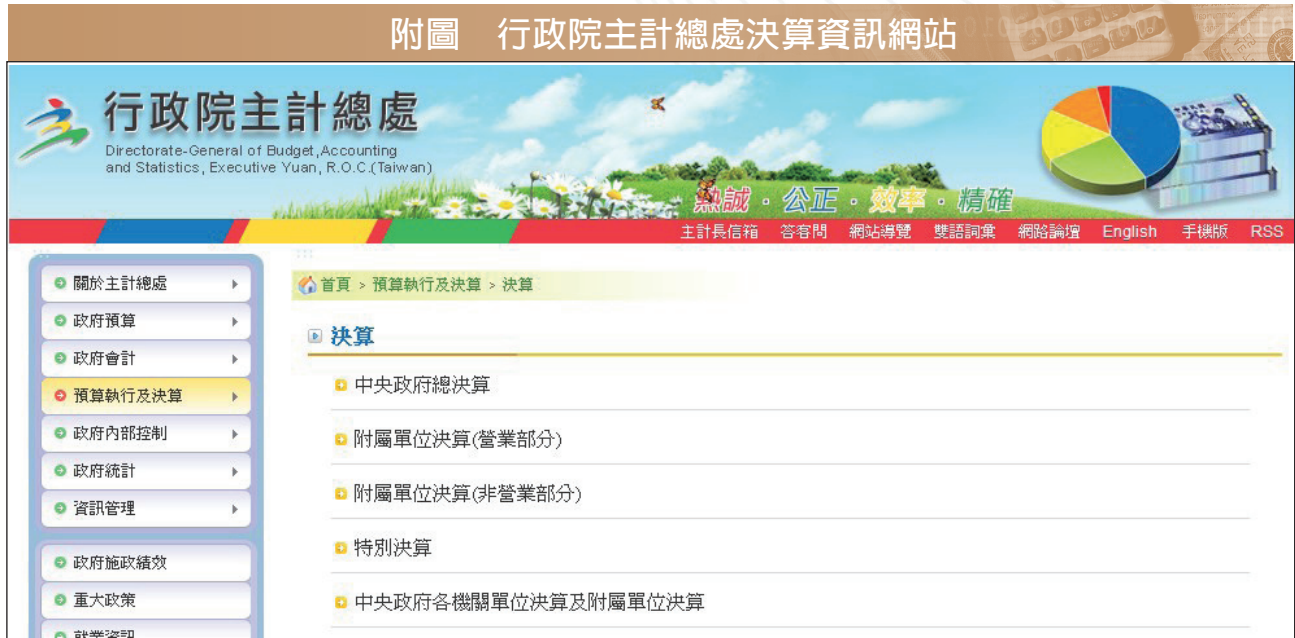 附圖　行政院主計總處決算資訊網站
行政院主計總處
Directorate-General of Budget,Accounting
and Statistics, Executive Yuan, R.O.C.(Taiwan)
熱誠・公正・效率・精確
主計長信箱 答客問 網站導覽 雙語詞彙 網路論壇 English 手機版 RSS
關於主計總處
政府預算
政府會計
預算執行及決算
政府內部控制
政府統計
資訊管理
政府施政績效
重大政策
就業資訊
首頁 > 預算執行及決算 > 決算
決算
中央政府總決算
附屬單位決算(營業部分)
附屬單位決算(非營業部分)
特別決算
中央政府各機關單位決算及附屬單位決算